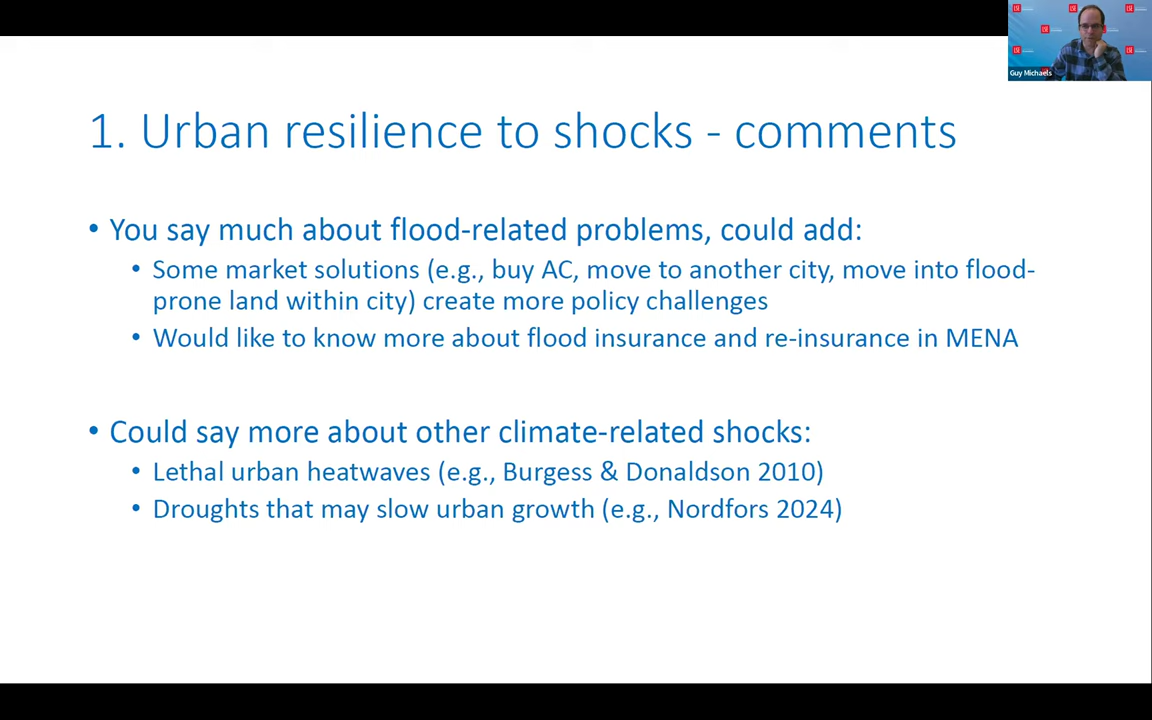 Guy Michaels
1. Urban resilience to shocks - comments
• You say much about flood-related problems, could add:
• Some market solutions (e.g., buy AC, move to another city, move into flood-
prone land within city) create more policy challenges
• Would like to know more about flood insurance and re-insurance in MENA
• Could say more about other climate-related shocks:
• Lethal urban heatwaves (e.g., Burgess & Donaldson 2010)
• Droughts that may slow urban growth (e.g., Nordfors 2024)